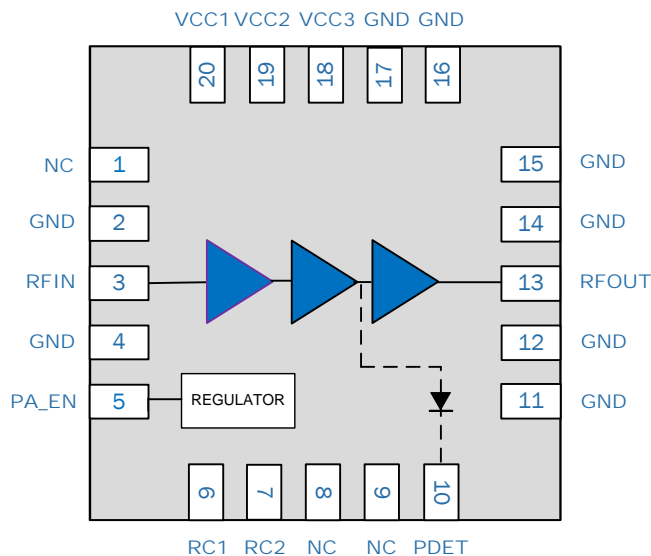 VCC1 VCC2 VCC3 GND GND
20 19 18 17 16
NC 1 15 GND
GND 2 14 GND
RFIN 3 13 RFOUT
GND 4 12 GND
PA_EN 5 REGULATOR 11 GND
6 7 8 9 10
RC1 RC2 NC NC PDET